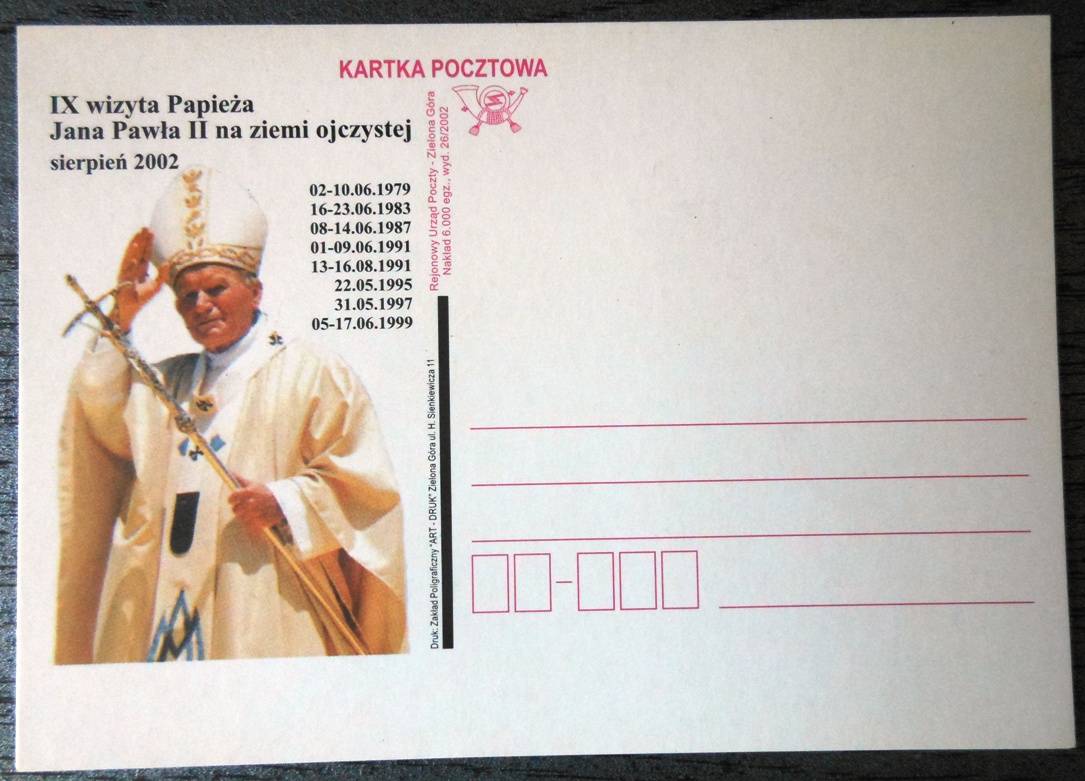 KARTKA POCZTOWA
IX wizyta Papieża
Jana Pawła II na ziemi ojczystej
sierpień 2002
02-10.06.1979
16-23.06.1983
08-14.06.1987
01-09.06.1991
13-16.08.1991
22.05.1995
31.05.1997
05-17.06.1999
Rejonowy Urząd Poczty - Zielona Góra
Nakład 6.000 egz., wyd. 26/2002
Druk: Zakład Poligraficzny "ART - DRUK" Zielona Góra ul. H. Sienkiewicza 11